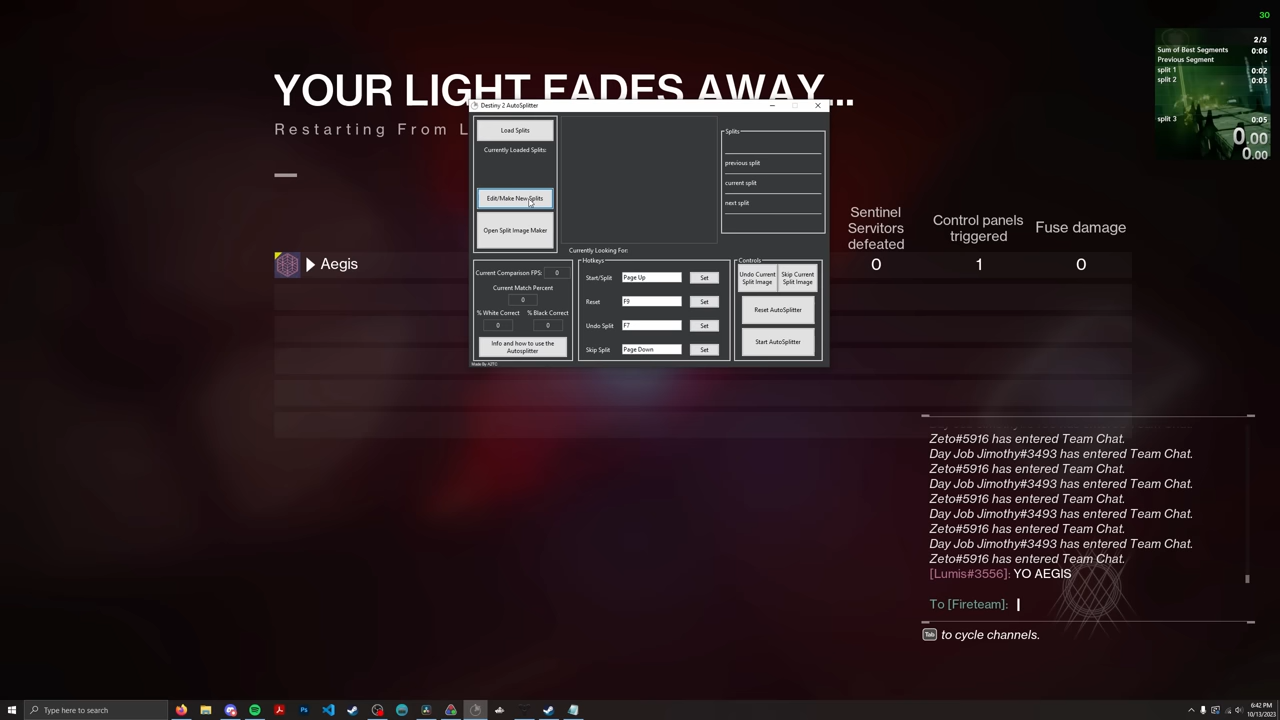 30
YOUR LIGHT FADES AWAY...
Restarting From L
2/3
Sum of Best Segments 0:06
Previous Segment -
split 1 0:02
split 2 0:03
split 3 0:05
0.00
0.00
Destiny 2 AutoSplitter
Load Splits
Currently Loaded Splits:
Edit/Make New Splits
Open Split Image Maker
Splits
previous split
current split
next split
Currently Looking For:
Current Comparison FPS: 0
Current Match Percent
0
% White Correct % Black Correct
0 0
Info and how to use the
Autosplitter
Made By AZTC
Hotkeys
Start/Split Page Up Set
Reset F9 Set
Undo Split F7 Set
Skip Split Page Down Set
Controls
Undo Current
Split Image
Skip Current
Split Image
Reset AutoSplitter
Start AutoSplitter
Sentinel
Servitors
defeated
Control panels
triggered
Fuse damage
Aegis 0 1 0
Zeto#5916 has entered Team Chat.
Day Job Jimothy#3493 has entered Team Chat.
Zeto#5916 has entered Team Chat.
Day Job Jimothy#3493 has entered Team Chat.
Zeto#5916 has entered Team Chat.
Day Job Jimothy#3493 has entered Team Chat.
Zeto#5916 has entered Team Chat.
Day Job Jimothy#3493 has entered Team Chat.
Zeto#5916 has entered Team Chat.
[Lumis#3556]: YO AEGIS
To [Fireteam]:
Tab to cycle channels.
Type here to search
6:42 PM
10/13/2023